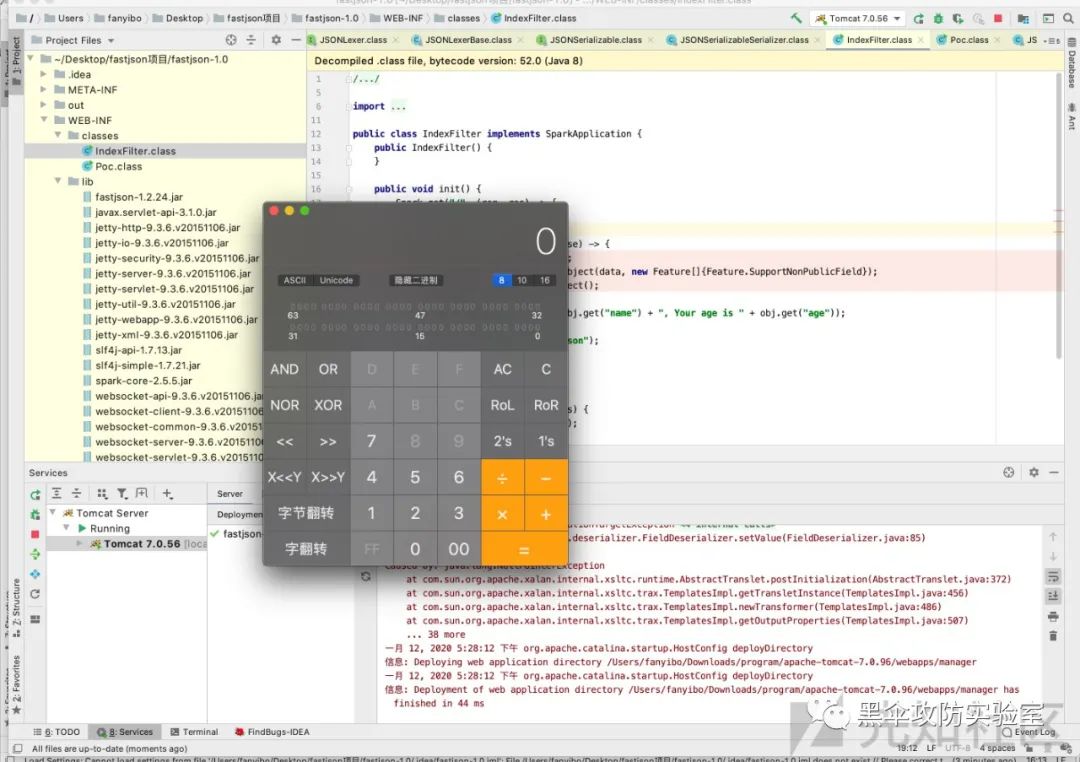 / Users fanyibo Desktop fastjson项目 fastjson-1.0 WEB-INF classes IndexFilter.class
Tomcat 7.0.56
Project Files
JSONLexer.class
JSONLexerBase.class
JSONSerializable.class
JSONSerializableSerializer.class
IndexFilter.class
Poc.class
JS
1: Project
Database
Ant
~/Desktop/fastjson项目/fastjson-1.0
.idea
META-INF
out
WEB-INF
classes
IndexFilter.class
Poc.class
lib
fastjson-1.2.24.jar
javax.servlet-api-3.1.0.jar
jetty-http-9.3.6.v20151106.jar
jetty-io-9.3.6.v20151106.jar
jetty-security-9.3.6.v20151106.jar
jetty-server-9.3.6.v20151106.jar
jetty-servlet-9.3.6.v20151106.jar
jetty-util-9.3.6.v20151106.jar
jetty-webapp-9.3.6.v20151106.jar
jetty-xml-9.3.6.v20151106.jar
slf4j-api-1.7.13.jar
slf4j-simple-1.7.21.jar
spark-core-2.5.5.jar
websocket-api-9.3.6.v20151106.jar
websocket-client-9.3.6.v20151106
websocket-common-9.3.6.v20151106
websocket-server-9.3.6.v2015110
websocket-servlet-9.3.6.v2015110
Decompiled .class file, bytecode version: 52.0 (Java 8)
1 /.../
5
6 import ...
11
12 public class IndexFilter implements SparkApplication {
13 public IndexFilter() {
14 }
15
16 public void init() {
se) -> {
;
bject(data, new Feature[]{Feature.SupportNonPublicField});
ect();
bj.get("name") + ", Your age is " + obj.get("age"));
son");
s) {
);
0
ASCII Unicode 隐藏二进制 8 10 16
0000 0000 0000 0000 0000 0000 0000 0000
63 47 32
0000 0000 0000 0000 0000 0000 0000 0000
31 15 0
AND OR D E F AC C
NOR XOR A B C RoL RoR
<< >> 7 8 9 2's 1's
X<<Y X>>Y 4 5 6 ÷ −
字节翻转 1 2 3 × +
字翻转 FF 0 00 =
Services
Tomcat Server
Running
Tomcat 7.0.56 [loca
Server
Deploymen
fastjson-
.deserializer.FieldDeserializer.setValue(FieldDeserializer.java:85)
at com.sun.org.apache.xalan.internal.xsltc.runtime.AbstractTranslet.postInitialization(AbstractTranslet.java:372)
at com.sun.org.apache.xalan.internal.xsltc.trax.TemplatesImpl.getTransletInstance(TemplatesImpl.java:456)
at com.sun.org.apache.xalan.internal.xsltc.trax.TemplatesImpl.newTransformer(TemplatesImpl.java:486)
at com.sun.org.apache.xalan.internal.xsltc.trax.TemplatesImpl.getOutputProperties(TemplatesImpl.java:507)
... 38 more
一月 12, 2020 5:28:12 下午 org.apache.catalina.startup.HostConfig deployDirectory
信息: Deploying web application directory /Users/fanyibo/Downloads/program/apache-tomcat-7.0.96/webapps/manager
一月 12, 2020 5:28:12 下午 org.apache.catalina.startup.HostConfig deployDirectory
信息: Deployment of web application directory /Users/fanyibo/Downloads/program/apache-tomcat-7.0.96/webapps/manager has
finished in 44 ms
Z: Structure
2: Favorites
黑伞攻防实验室
先知社区
6: TODO
8: Services
Terminal
FindBugs-IDEA
Event Log
All files are up-to-date (moments ago)
19:12 LF UTF-8 4 spaces